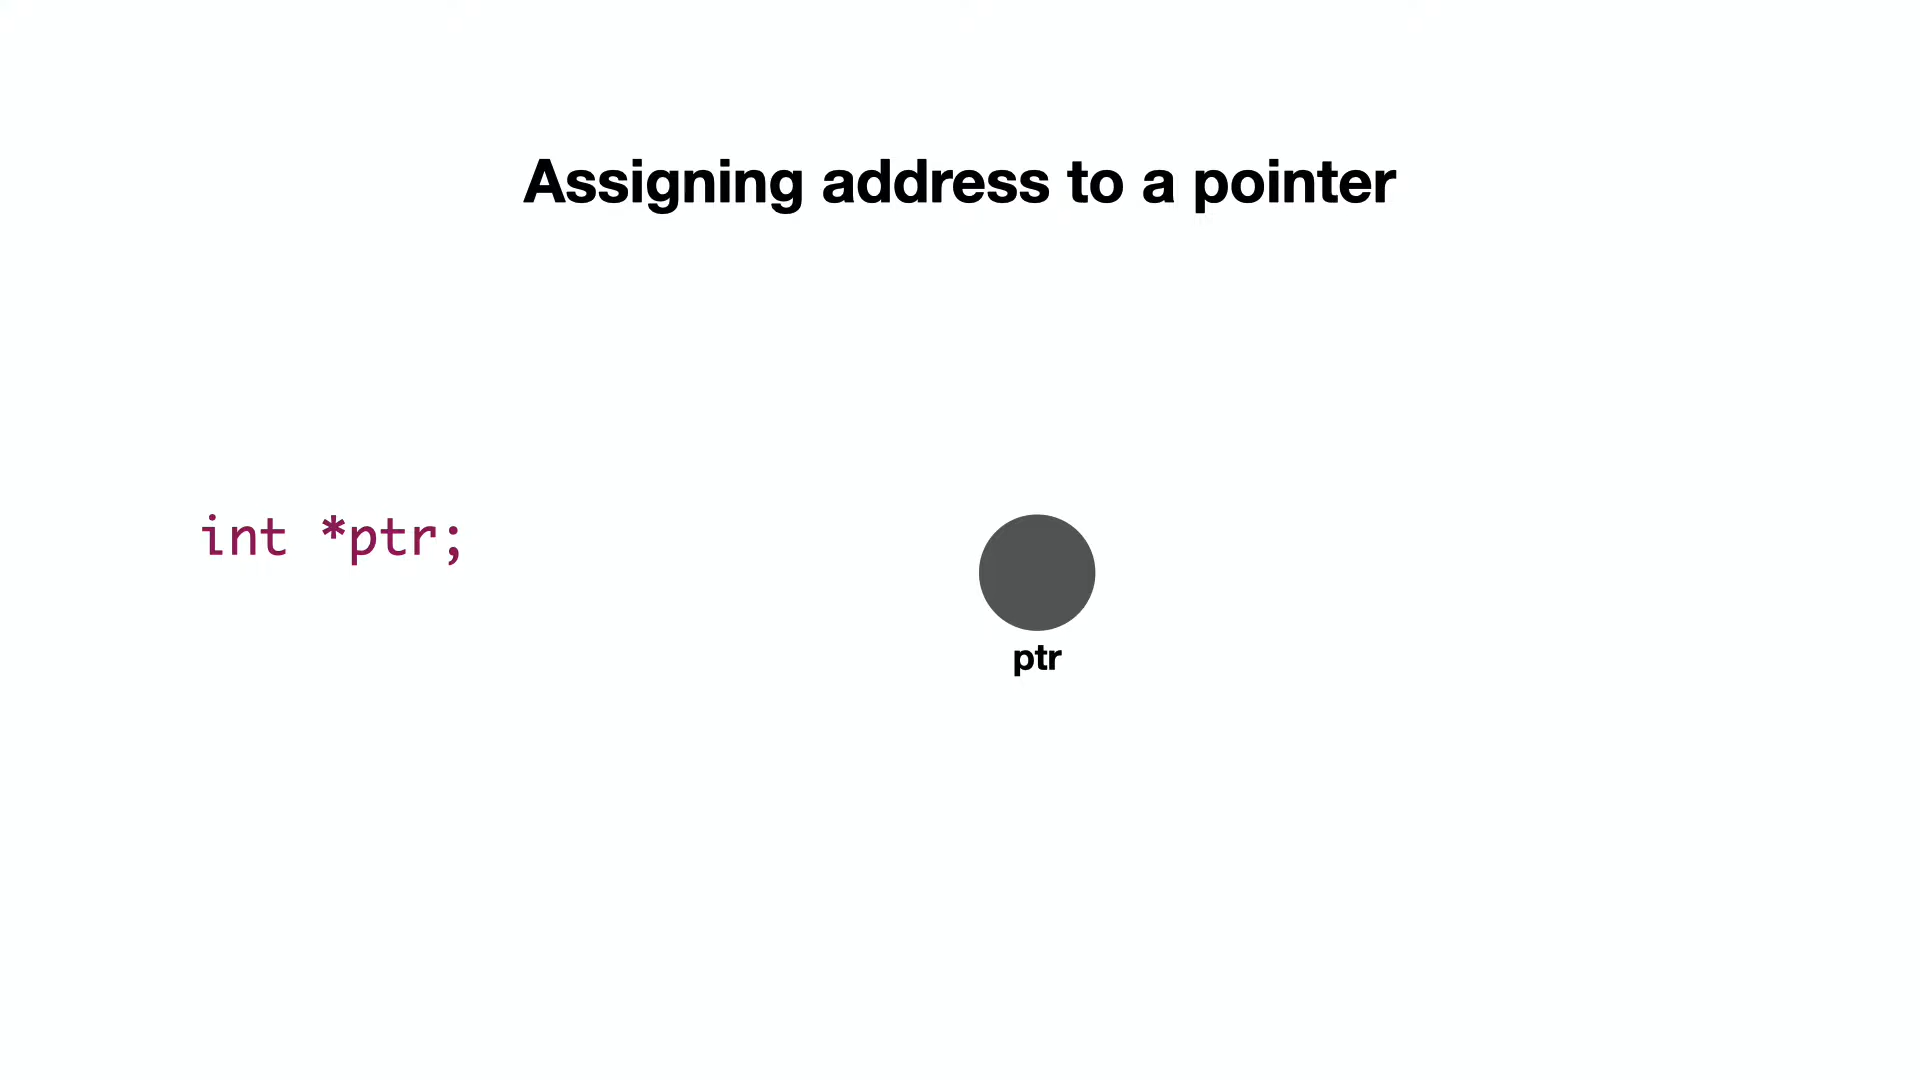 Assigning address to a pointer
int *ptr;
ptr